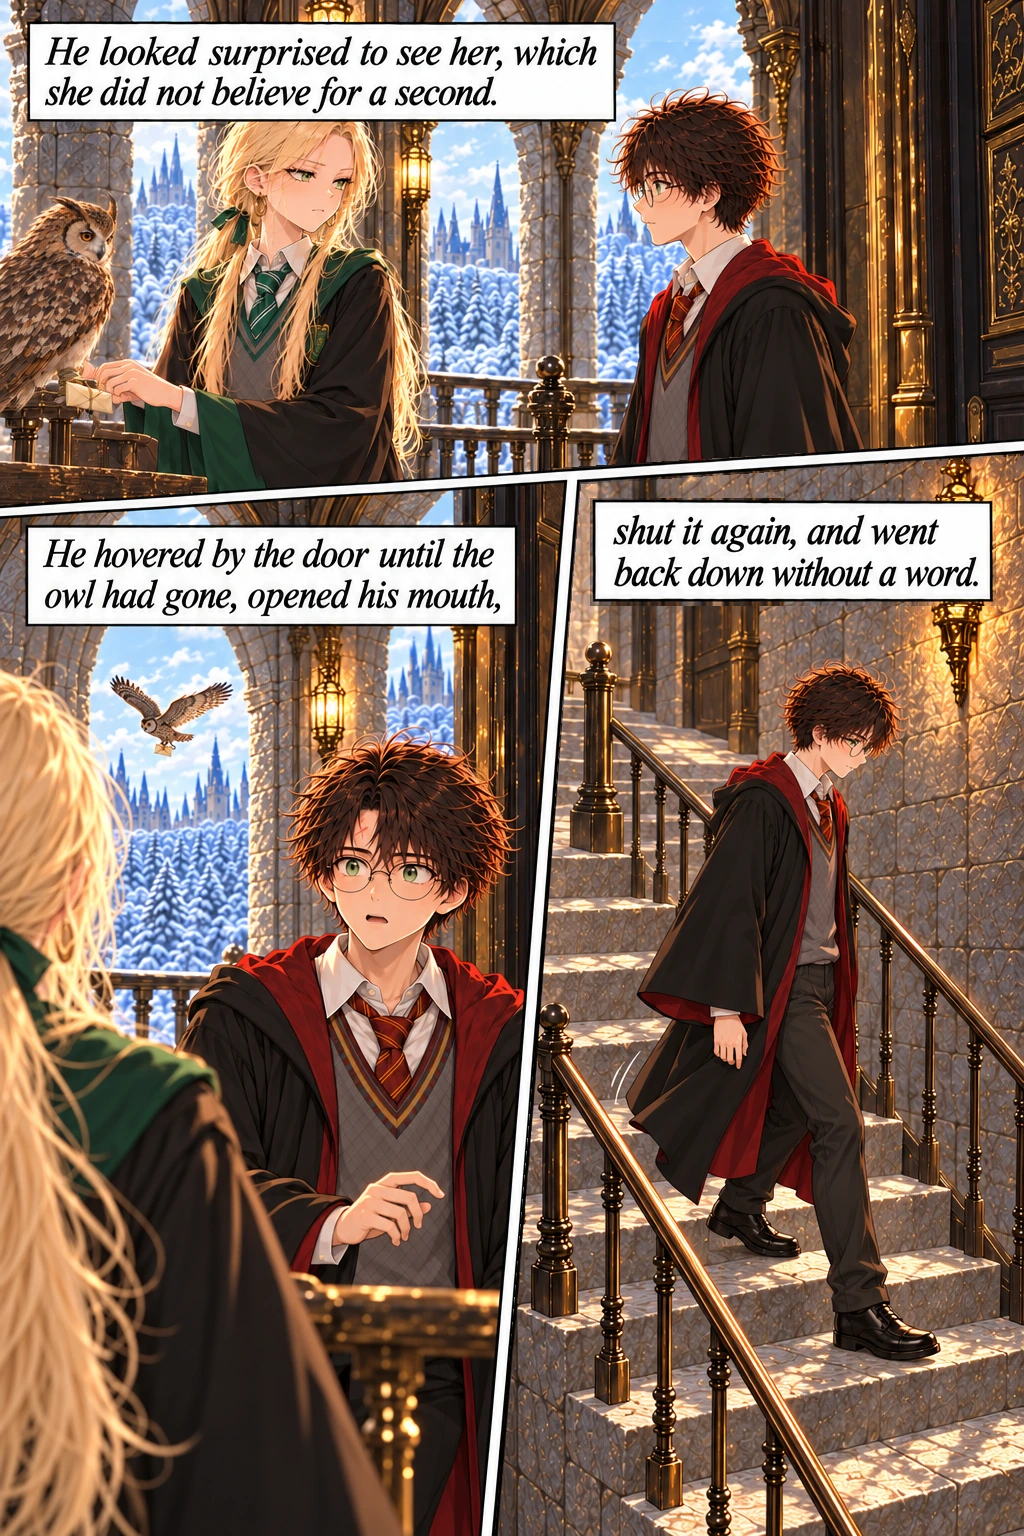 He looked surprised to see her, which
she did not believe for a second.
He hovered by the door until the
owl had gone, opened his mouth,
shut it again, and went
back down without a word.